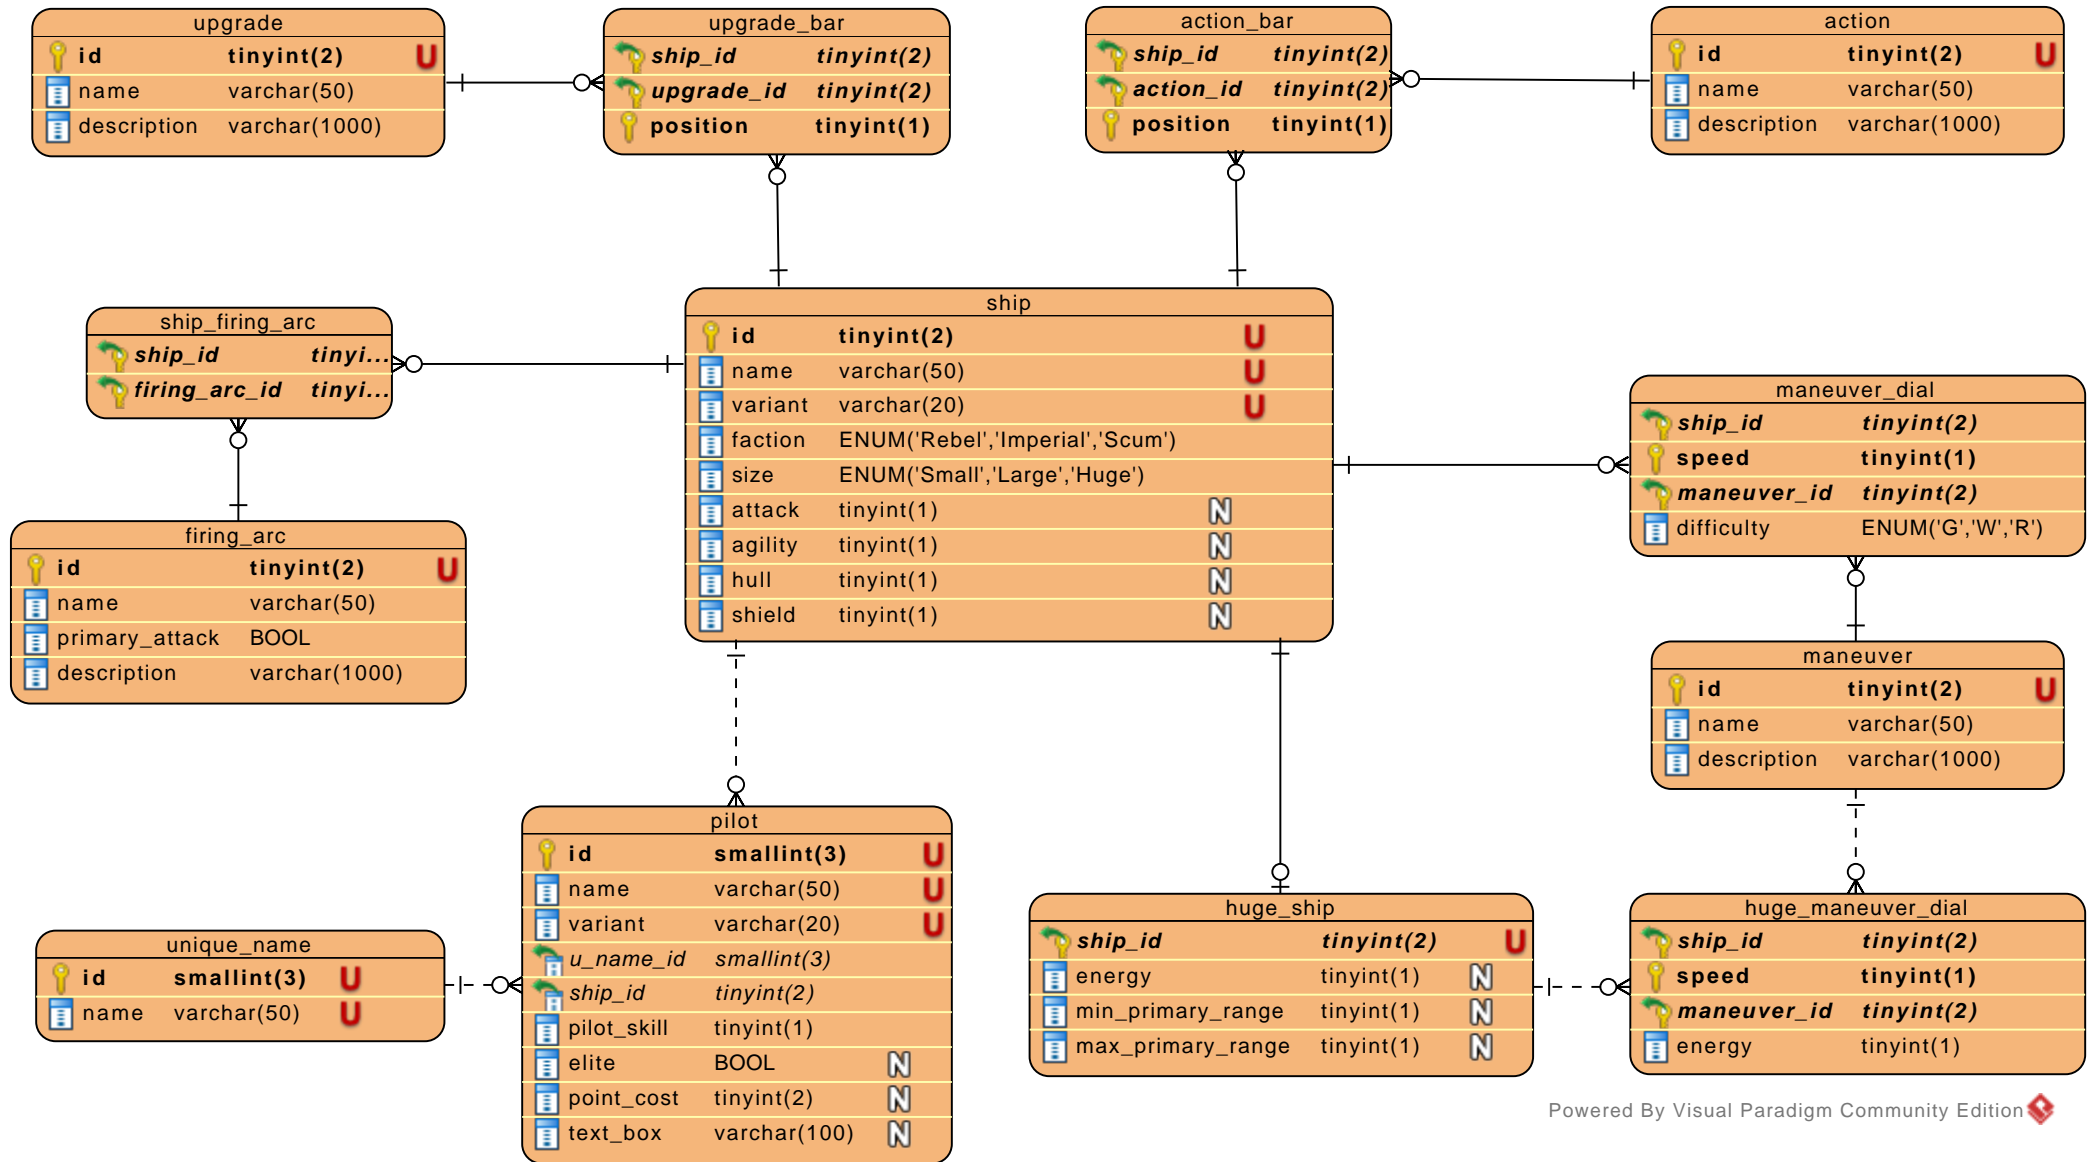 upgrade
id tinyint(2) U
name varchar(50)
description varchar(1000)
upgrade_bar
ship_id tinyint(2)
upgrade_id tinyint(2)
position tinyint(1)
action_bar
ship_id tinyint(2)
action_id tinyint(2)
position tinyint(1)
action
id tinyint(2) U
name varchar(50)
description varchar(1000)
ship_firing_arc
ship_id tinyi...
firing_arc_id tinyi...
ship
id tinyint(2) U
name varchar(50) U
variant varchar(20) U
faction ENUM('Rebel','Imperial','Scum')
size ENUM('Small','Large','Huge')
attack tinyint(1) N
agility tinyint(1) N
hull tinyint(1) N
shield tinyint(1) N
maneuver_dial
ship_id tinyint(2)
speed tinyint(1)
maneuver_id tinyint(2)
difficulty ENUM('G','W','R')
firing_arc
id tinyint(2) U
name varchar(50)
primary_attack BOOL
description varchar(1000)
maneuver
id tinyint(2) U
name varchar(50)
description varchar(1000)
pilot
id smallint(3) U
name varchar(50) U
variant varchar(20) U
u_name_id smallint(3)
ship_id tinyint(2)
pilot_skill tinyint(1)
elite BOOL N
point_cost tinyint(2) N
text_box varchar(100) N
unique_name
id smallint(3) U
name varchar(50) U
huge_ship
ship_id tinyint(2) U
energy tinyint(1) N
min_primary_range tinyint(1) N
max_primary_range tinyint(1) N
huge_maneuver_dial
ship_id tinyint(2)
speed tinyint(1)
maneuver_id tinyint(2)
energy tinyint(1)
Powered By Visual Paradigm Community Edition